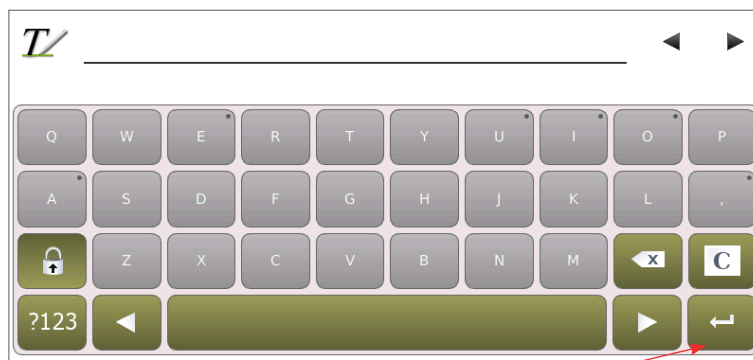 T
Q W E R T Y U I O P
A S D F G H J K L ,
Z X C V B N M X C
?123